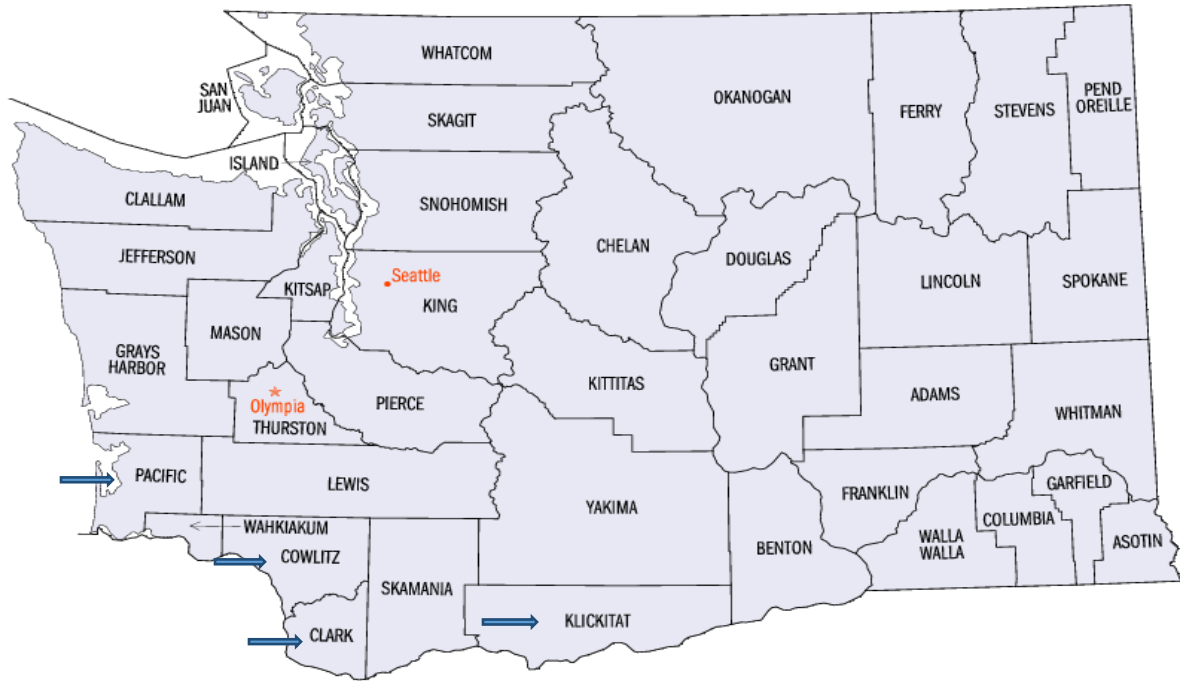 WHATCOM
OKANOGAN
FERRY
STEVENS
PEND
OREILLE
SAN
JUAN
SKAGIT
ISLAND
CLALLAM
SNOHOMISH
CHELAN
DOUGLAS
JEFFERSON
Seattle
KITSAP
KING
LINCOLN
SPOKANE
MASON
GRAYS
HARBOR
KITTITAS
GRANT
ADAMS
Olympia
THURSTON
PIERCE
WHITMAN
PACIFIC
LEWIS
YAKIMA
FRANKLIN
GARFIELD
WAHKIAKUM
COLUMBIA
COWLITZ
BENTON
WALLA
WALLA
ASOTIN
SKAMANIA
KLICKITAT
CLARK